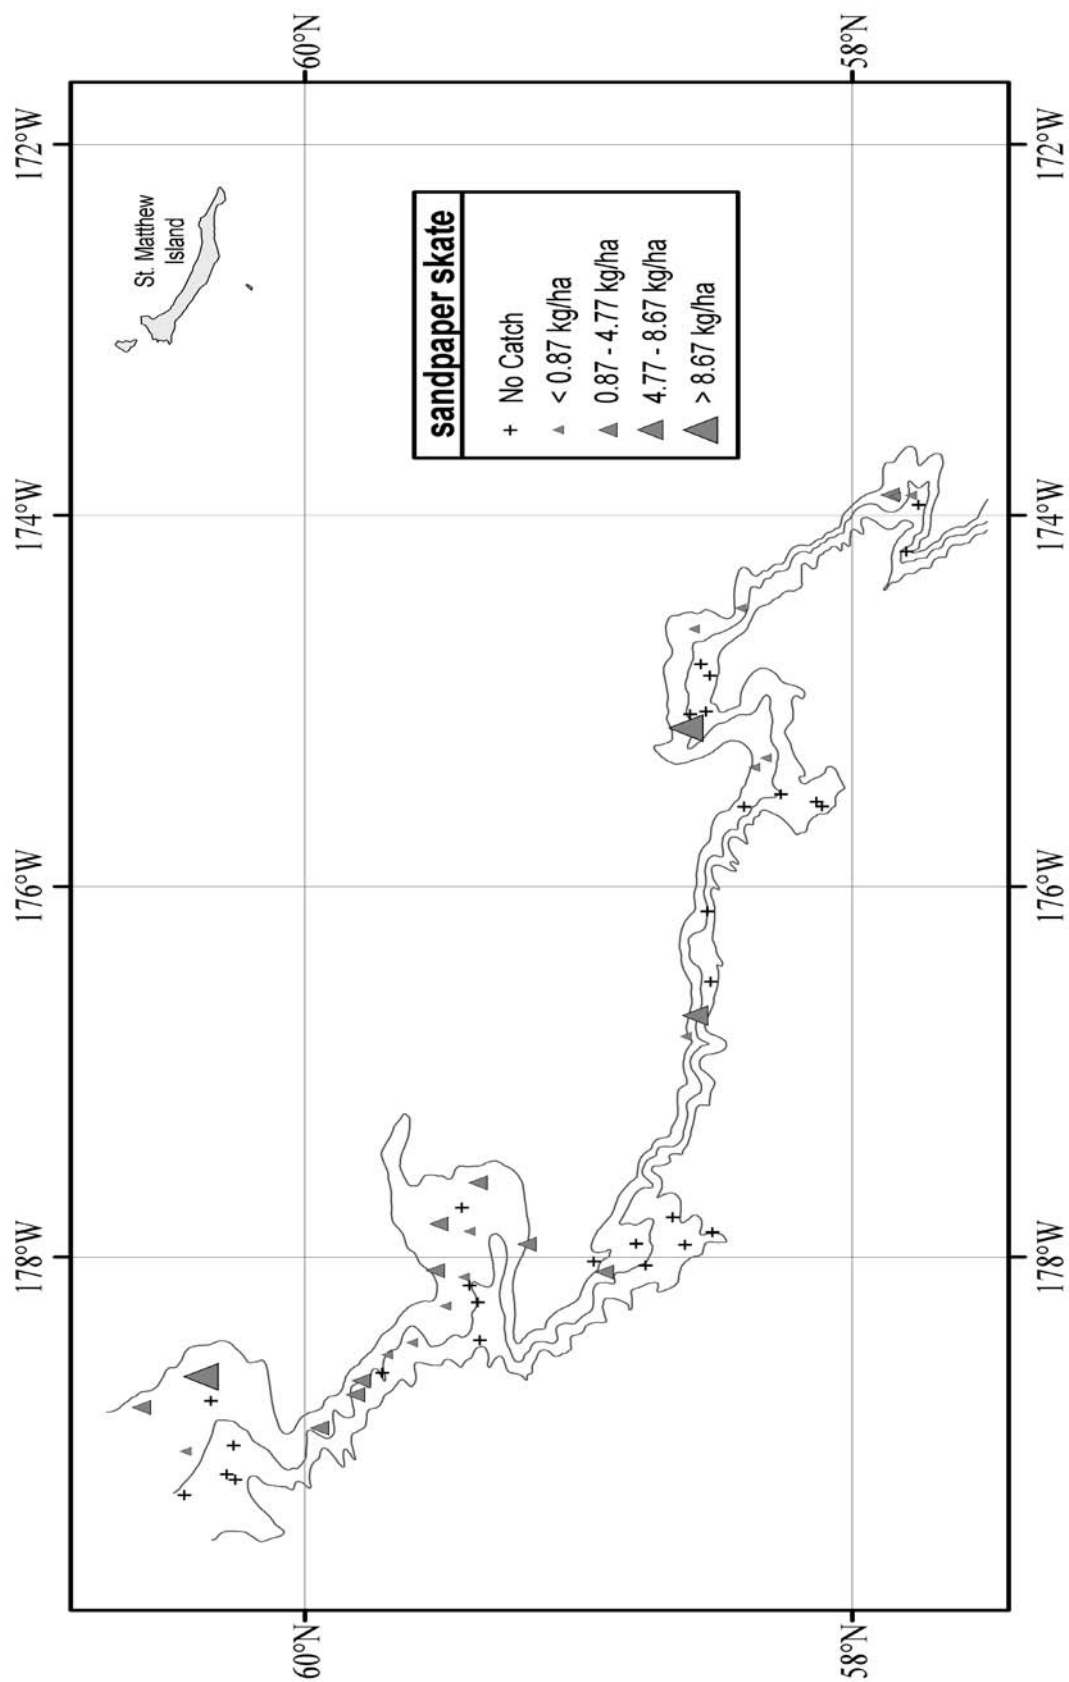 60°N
58°N
172°W
172°W
St. Matthew
Island
sandpaper skate
No Catch
< 0.87 kg/ha
0.87 - 4.77 kg/ha
4.77 - 8.67 kg/ha
> 8.67 kg/ha
174°W
174°W
176°W
176°W
178°W
178°W
60°N
58°N